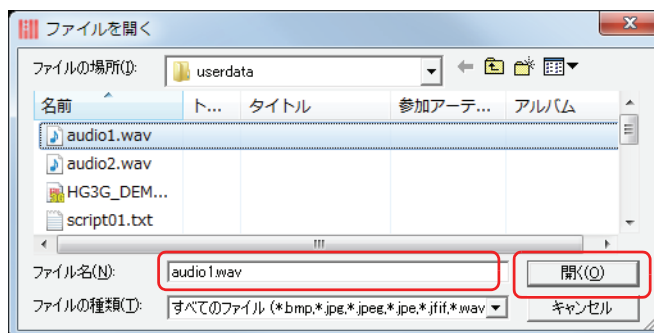 ファイルを開く
ファイルの場所(I):
userdata
名前 ト... タイトル 参加アーテ... アルバム
audio1.wav
audio2.wav
HG3G_DEM...
script01.txt
ファイル名(N): audio1.wav 開く(O)
ファイルの種類(T): すべてのファイル (*.bmp,*.jpg,*.jpeg,*.jpe,*.jfif,*.wav キャンセル